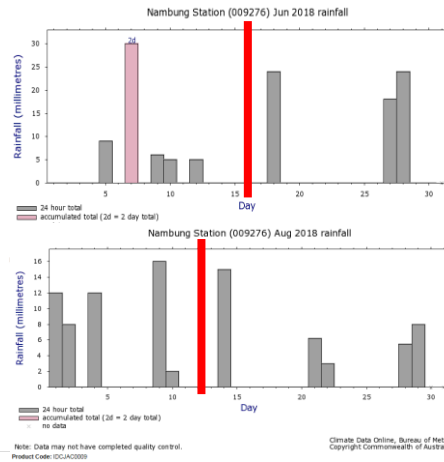 Nambung Station (009276) Jun 2018 rainfall
Rainfall (millimetres)
30
25
20
15
10
5
0
2d
5 10 15 20 25 30
Day
24 hour total
accumulated total (2d = 2 day total)
Nambung Station (009276) Aug 2018 rainfall
Rainfall (millimetres)
16
14
12
10
8
6
4
2
0
5 10 15 20 25 30
Day
24 hour total
accumulated total (2d = 2 day total)
no data
Note: Data may not have completed quality control.
Product Code: IDCJAC0009
Climate Data Online, Bureau of Met
Copyright Commonwealth of Austra